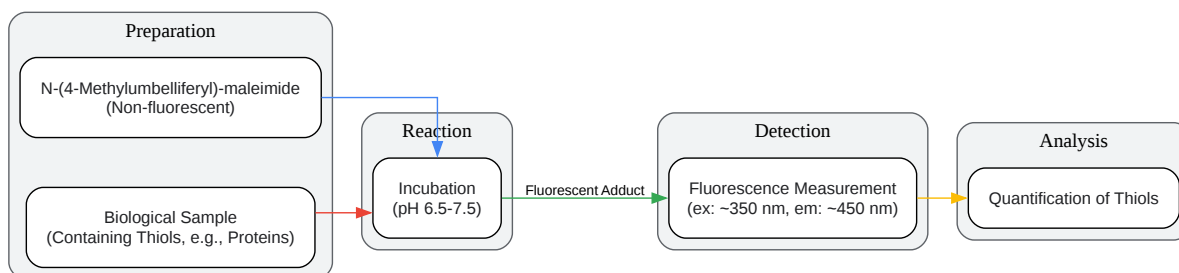 Preparation
N-(4-Methylumbelliferyl)-maleimide
(Non-fluorescent)
Biological Sample
(Containing Thiols, e.g., Proteins)
Reaction
Incubation
(pH 6.5-7.5)
Fluorescent Adduct
Detection
Fluorescence Measurement
(ex: ~350 nm, em: ~450 nm)
Analysis
Quantification of Thiols